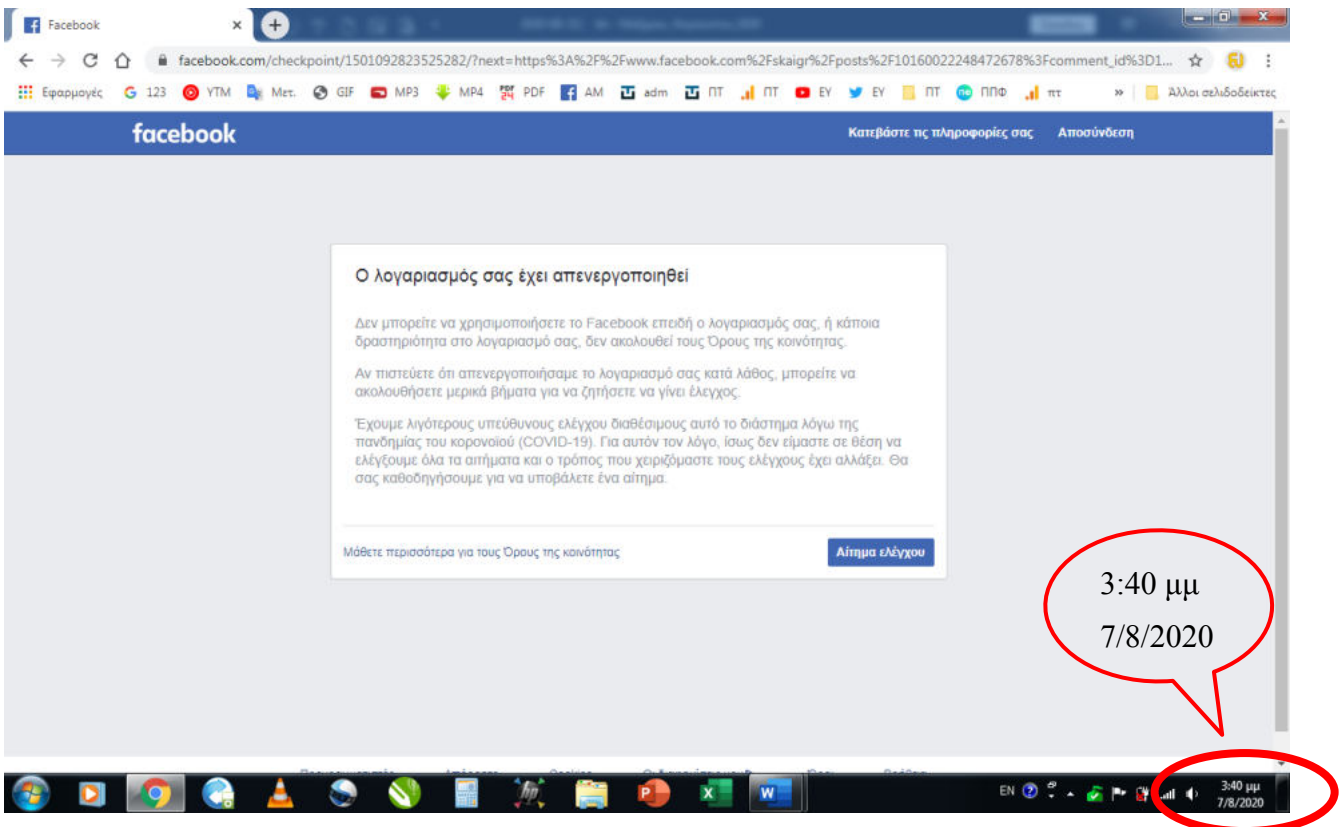 Facebook
facebook.com/checkpoint/1501092823525282/?next=https%3A%2F%2Fwww.facebook.com%2Fskaigr%2Fposts%2F10160022248472678%3Fcomment_id%3D1...
Εφαρμογές 123 YTM Μετ. GIF MP3 MP4 PDF AM adm ΠΤ ΠΤ ΕΥ ΕΥ ΠΤ ΠΠΦ πτ » Άλλοι σελιδοδείκτες
facebook Κατεβάστε τις πληροφορίες σας Αποσύνδεση
Ο λογαριασμός σας έχει απενεργοποιηθεί
Δεν μπορείτε να χρησιμοποιήσετε το Facebook επειδή ο λογαριασμός σας, ή κάποια
δραστηριότητα στο λογαριασμό σας, δεν ακολουθεί τους Όρους της κοινότητας.
Αν πιστεύετε ότι απενεργοποιήσαμε το λογαριασμό σας κατά λάθος, μπορείτε να
ακολουθήσετε μερικά βήματα για να ζητήσετε να γίνει έλεγχος.
Έχουμε λιγότερους υπεύθυνους ελέγχου διαθέσιμους αυτό το διάστημα λόγω της
πανδημίας του κορονοϊού (COVID-19). Για αυτόν τον λόγο, ίσως δεν είμαστε σε θέση να
ελέγξουμε όλα τα αιτήματα και ο τρόπος που χειριζόμαστε τους ελέγχους έχει αλλάξει. Θα
σας καθοδηγήσουμε για να υποβάλετε ένα αίτημα.
Μάθετε περισσότερα για τους Όρους της κοινότητας Αίτημα ελέγχου
3:40 μμ
7/8/2020
EN 3:40 μμ
7/8/2020